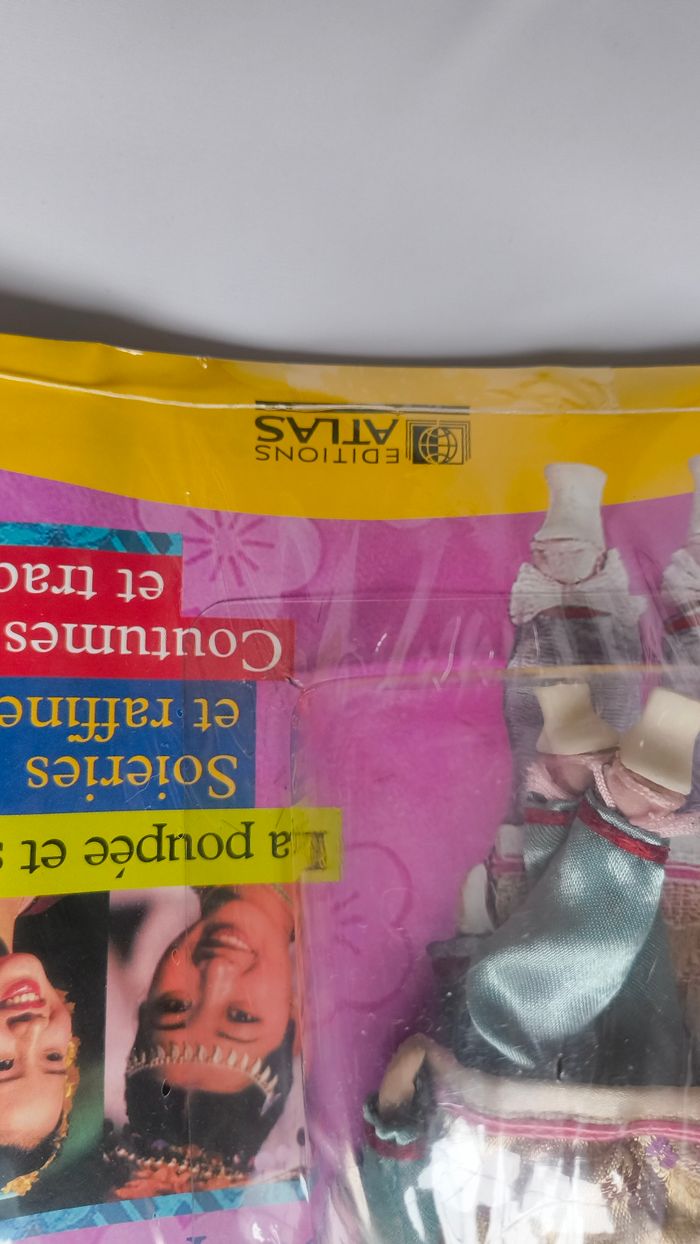 La poupée et s
Soieries
et raffine
Coutumes
et trad
EDITIONS
ATLAS